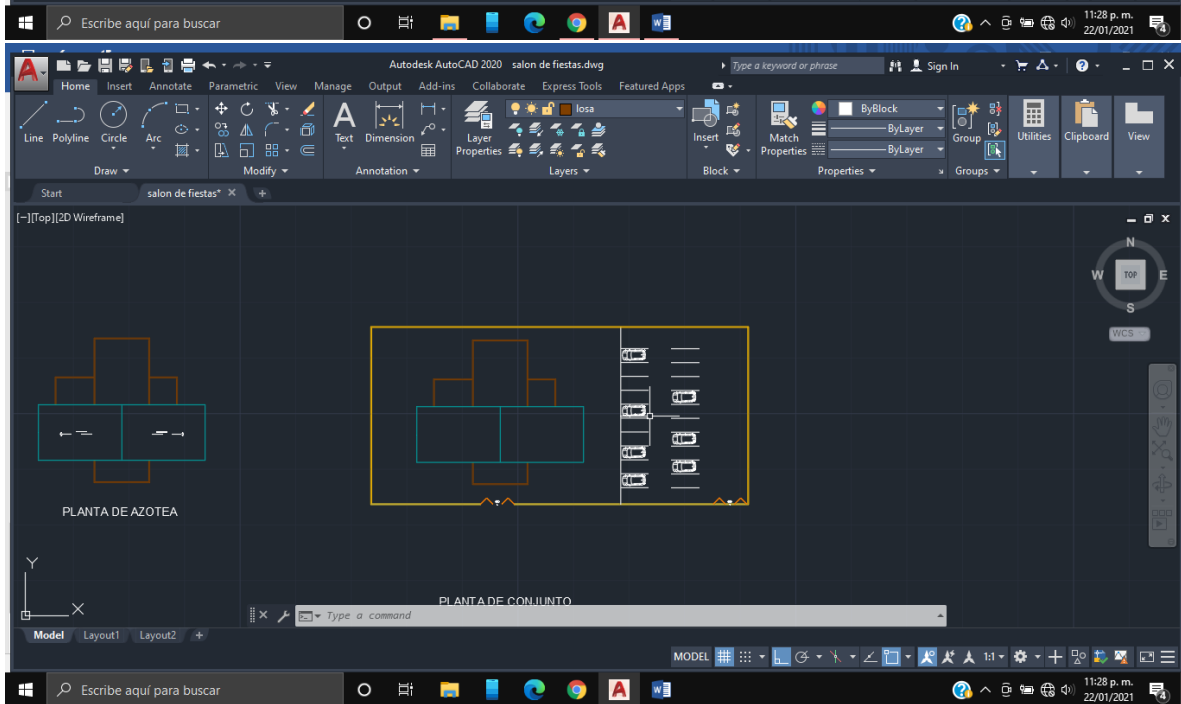 Escribe aquí para buscar
11:28 p. m.
22/01/2021
4
Autodesk AutoCAD 2020 salon de fiestas.dwg
Type a keyword or phrase
Sign In
Home Insert Annotate Parametric View Manage Output Add-ins Collaborate Express Tools Featured Apps
losa
ByBlock
ByLayer
ByLayer
Line Polyline Circle Arc
Text Dimension
Layer
Properties
Insert
Match
Properties
Group
Utilities Clipboard View
Draw Modify Annotation Layers Block Properties Groups
Start salon de fiestas* +
[−][Top][2D Wireframe]
N
W TOP E
S
WCS
PLANTA DE AZOTEA
PLANTA DE CONJUNTO
Y
X
Type a command
Model Layout1 Layout2 +
MODEL 1:1
Escribe aquí para buscar
11:28 p. m.
22/01/2021
4